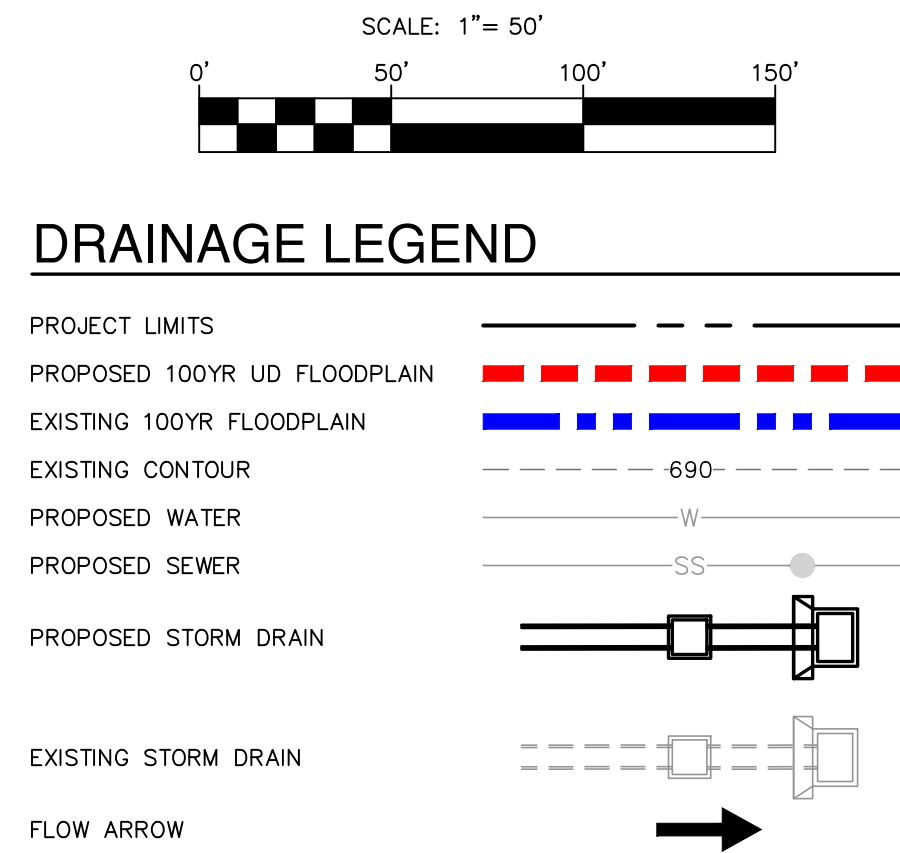 SCALE: 1"= 50'
0' 50' 100' 150'
DRAINAGE LEGEND
PROJECT LIMITS
PROPOSED 100YR UD FLOODPLAIN
EXISTING 100YR FLOODPLAIN
EXISTING CONTOUR 690
PROPOSED WATER W
PROPOSED SEWER SS
PROPOSED STORM DRAIN
EXISTING STORM DRAIN
FLOW ARROW